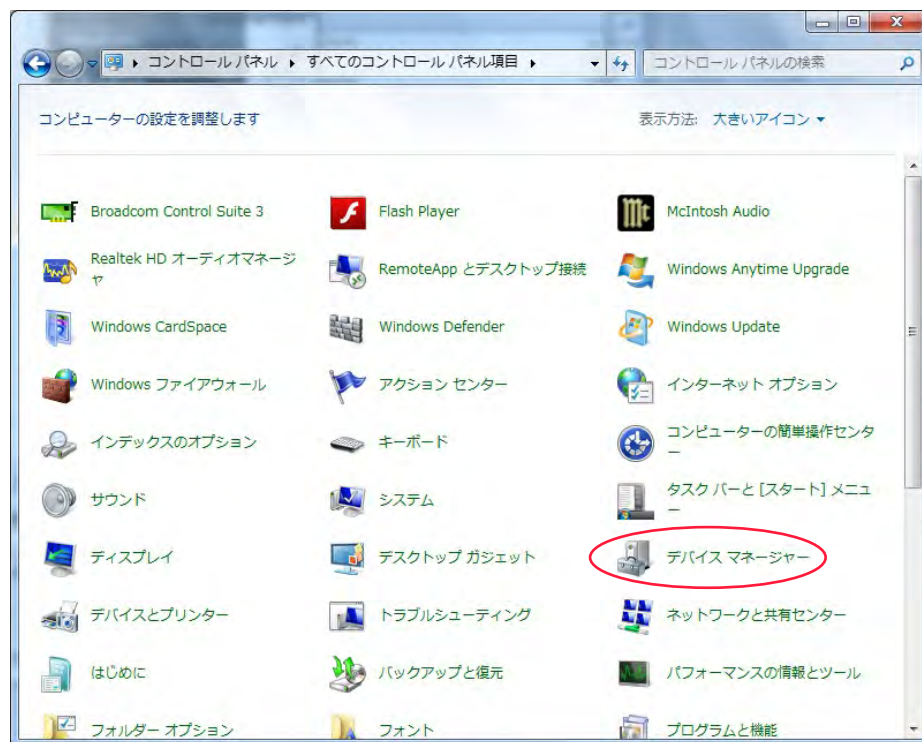 コントロール パネル すべてのコントロール パネル項目 コントロール パネルの検索
コンピューターの設定を調整します 表示方法: 大きいアイコン
Broadcom Control Suite 3 Flash Player McIntosh Audio
Realtek HD オーディオマネージ
ャ RemoteApp とデスクトップ接続 Windows Anytime Upgrade
Windows CardSpace Windows Defender Windows Update
Windows ファイアウォール アクション センター インターネット オプション
インデックスのオプション キーボード コンピューターの簡単操作センタ
ー
サウンド システム タスク バーと [スタート] メニュ
ー
ディスプレイ デスクトップ ガジェット デバイス マネージャー
デバイスとプリンター トラブルシューティング ネットワークと共有センター
はじめに バックアップと復元 パフォーマンスの情報とツール
フォルダー オプション フォント プログラムと機能